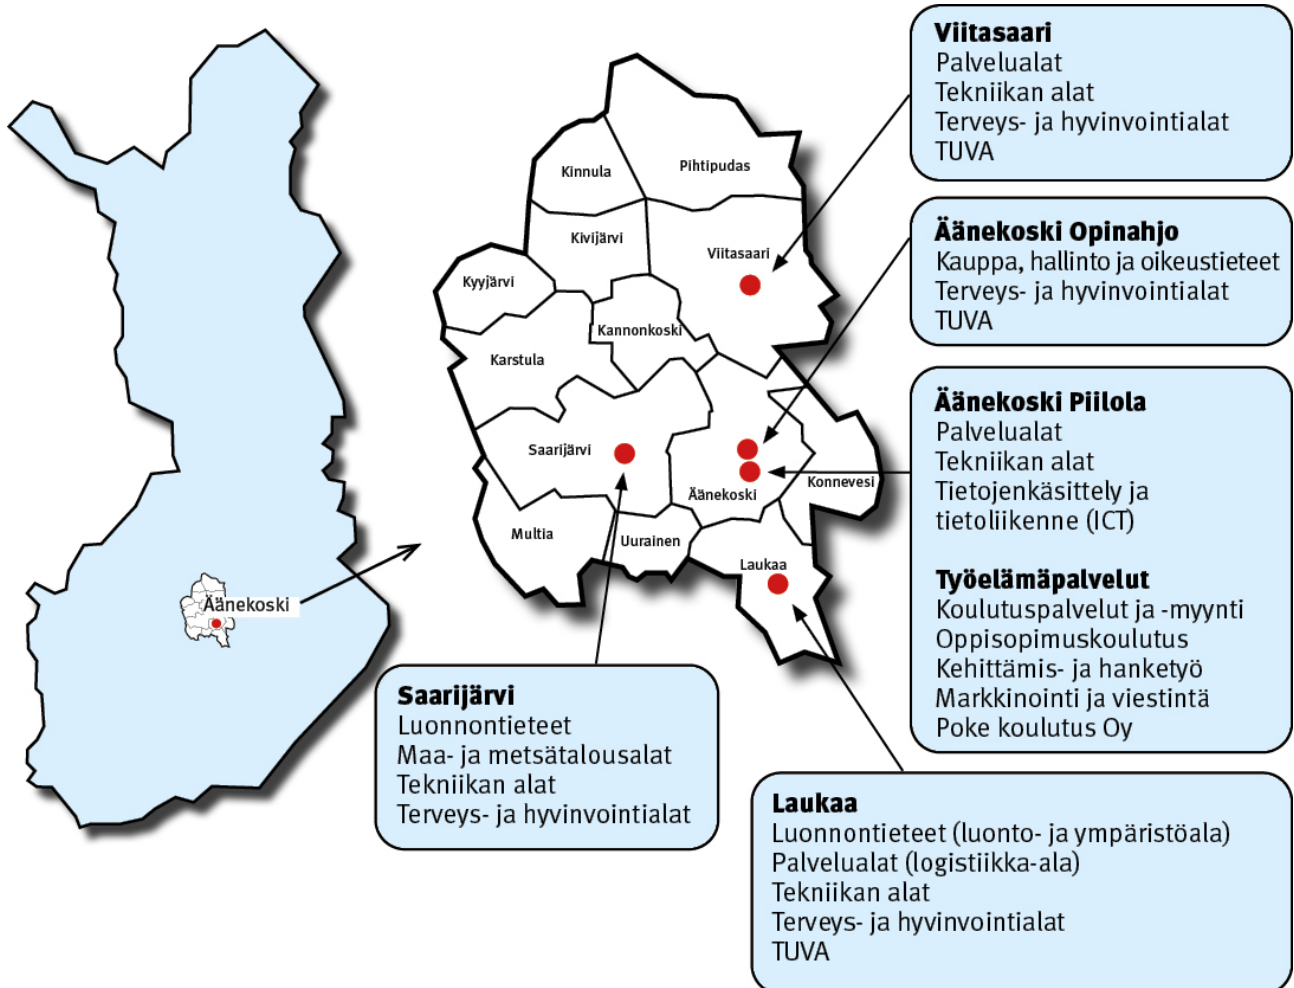 Viitasaari
Palvelualat
Tekniikan alat
Terveys- ja hyvinvointialat
TUVA
Äänekoski Opinahjo
Kauppa, hallinto ja oikeustieteet
Terveys- ja hyvinvointialat
TUVA
Äänekoski Piilola
Palvelualat
Tekniikan alat
Tietojenkäsittely ja
tietoliikenne (ICT)
Työelämäpalvelut
Koulutuspalvelut ja -myynti
Oppisopimuskoulutus
Kehittämis- ja hanketyö
Markkinointi ja viestintä
Poke koulutus Oy
Kinnula
Pihtipudas
Kivijärvi
Viitasaari
Kyyjärvi
Kannonkoski
Karstula
Saarijärvi
Äänekoski
Konnevesi
Multia
Uurainen
Laukaa
Äänekoski
Saarijärvi
Luonnontieteet
Maa- ja metsätalousalat
Tekniikan alat
Terveys- ja hyvinvointialat
Laukaa
Luonnontieteet (luonto- ja ympäristöala)
Palvelualat (logistiikka-ala)
Tekniikan alat
Terveys- ja hyvinvointialat
TUVA